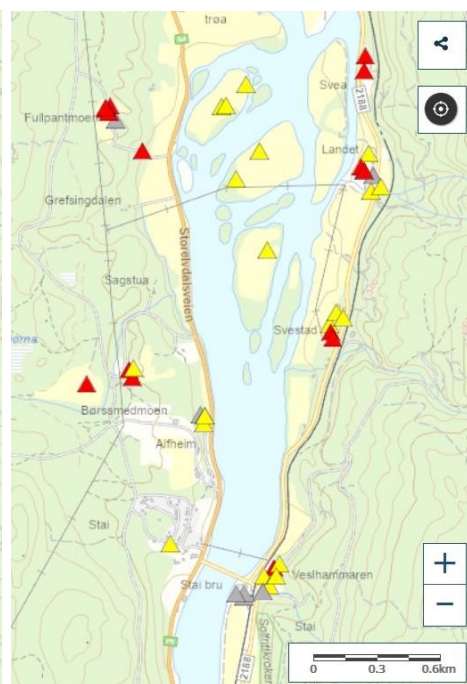 trøa
Svea
2188
Fullpantmoen
Landet
Grefsingdalen
Storelvdalsveien
Sagstua
Svestad
Børssmedmoen
Alfheim
Stai
Veslhammaren
Stai bru
Stai
2188
0 0.3 0.6km